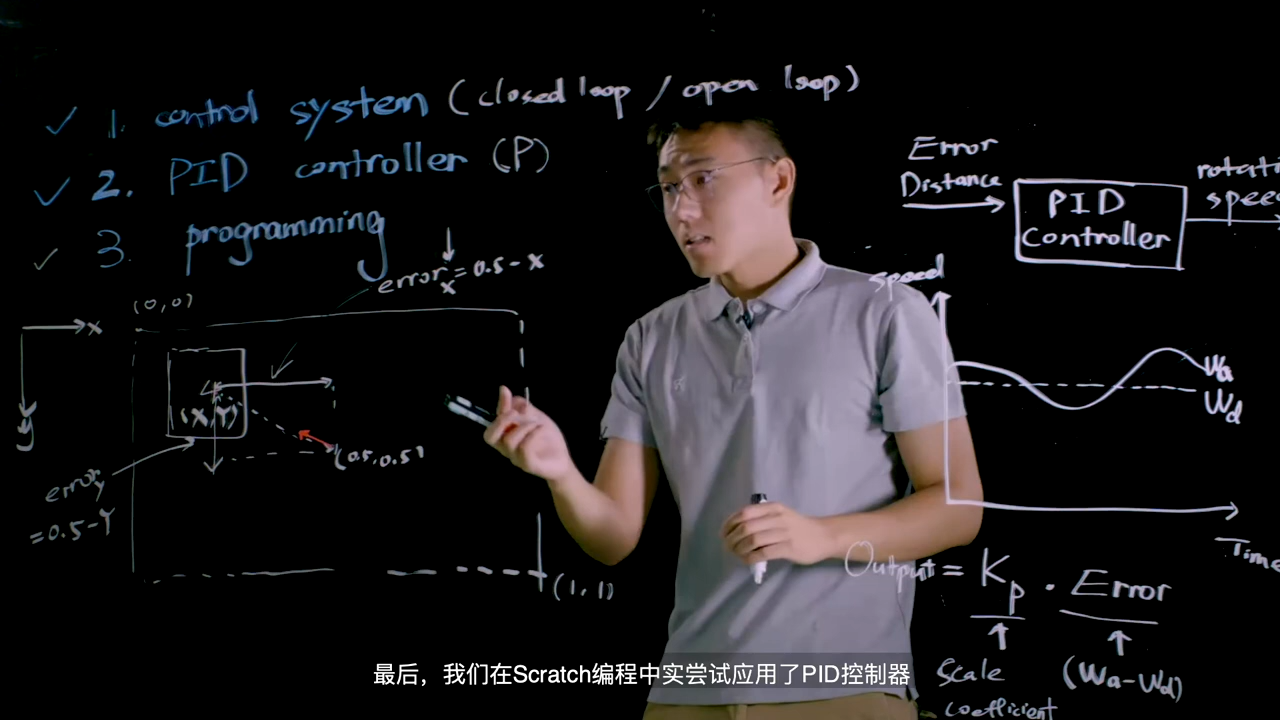 ✓ 1. control system (closed loop / open loop)
✓ 2. PID controller (P)
✓ 3 programming
error x = 0.5 - x
(0,0)
x
y
(X,Y)
(0.5,0.5)
error y
= 0.5 - Y
(1,1)
Error
Distance
PID
Controller
rotati
speed
speed
Wa
Wd
Time
Output = Kp · Error
Scale
coefficient
(Wa-Wd)
最后，我们在Scratch编程中实尝试应用了PID控制器